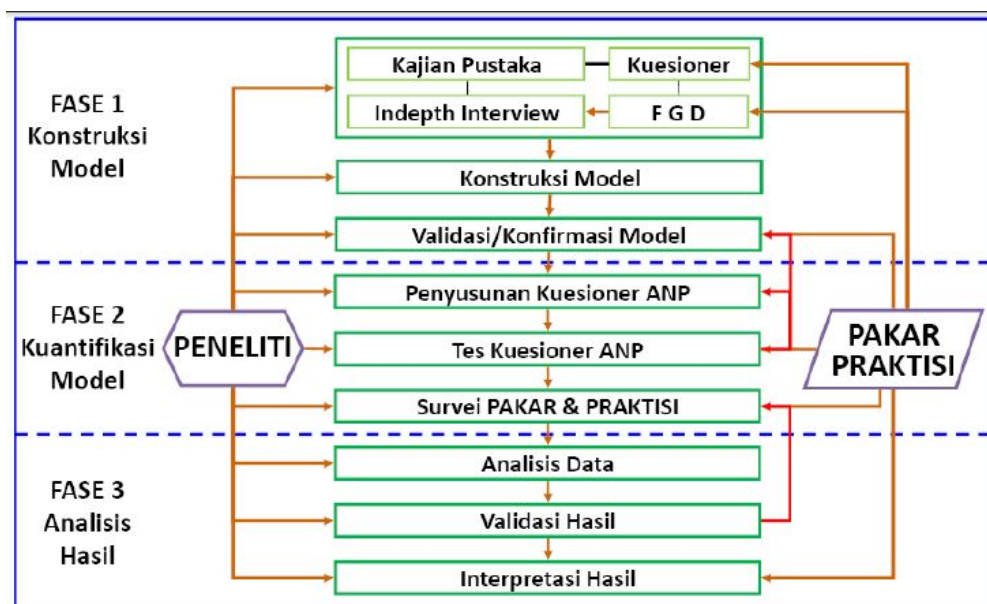 FASE 1
Konstruksi
Model
Kajian Pustaka
Kuesioner
Indepth Interview
F G D
Konstruksi Model
Validasi/Konfirmasi Model
FASE 2
Kuantifikasi
Model
PENELITI
Penyusunan Kuesioner ANP
Tes Kuesioner ANP
Survei PAKAR & PRAKTISI
PAKAR
PRAKTISI
FASE 3
Analisis
Hasil
Analisis Data
Validasi Hasil
Interpretasi Hasil